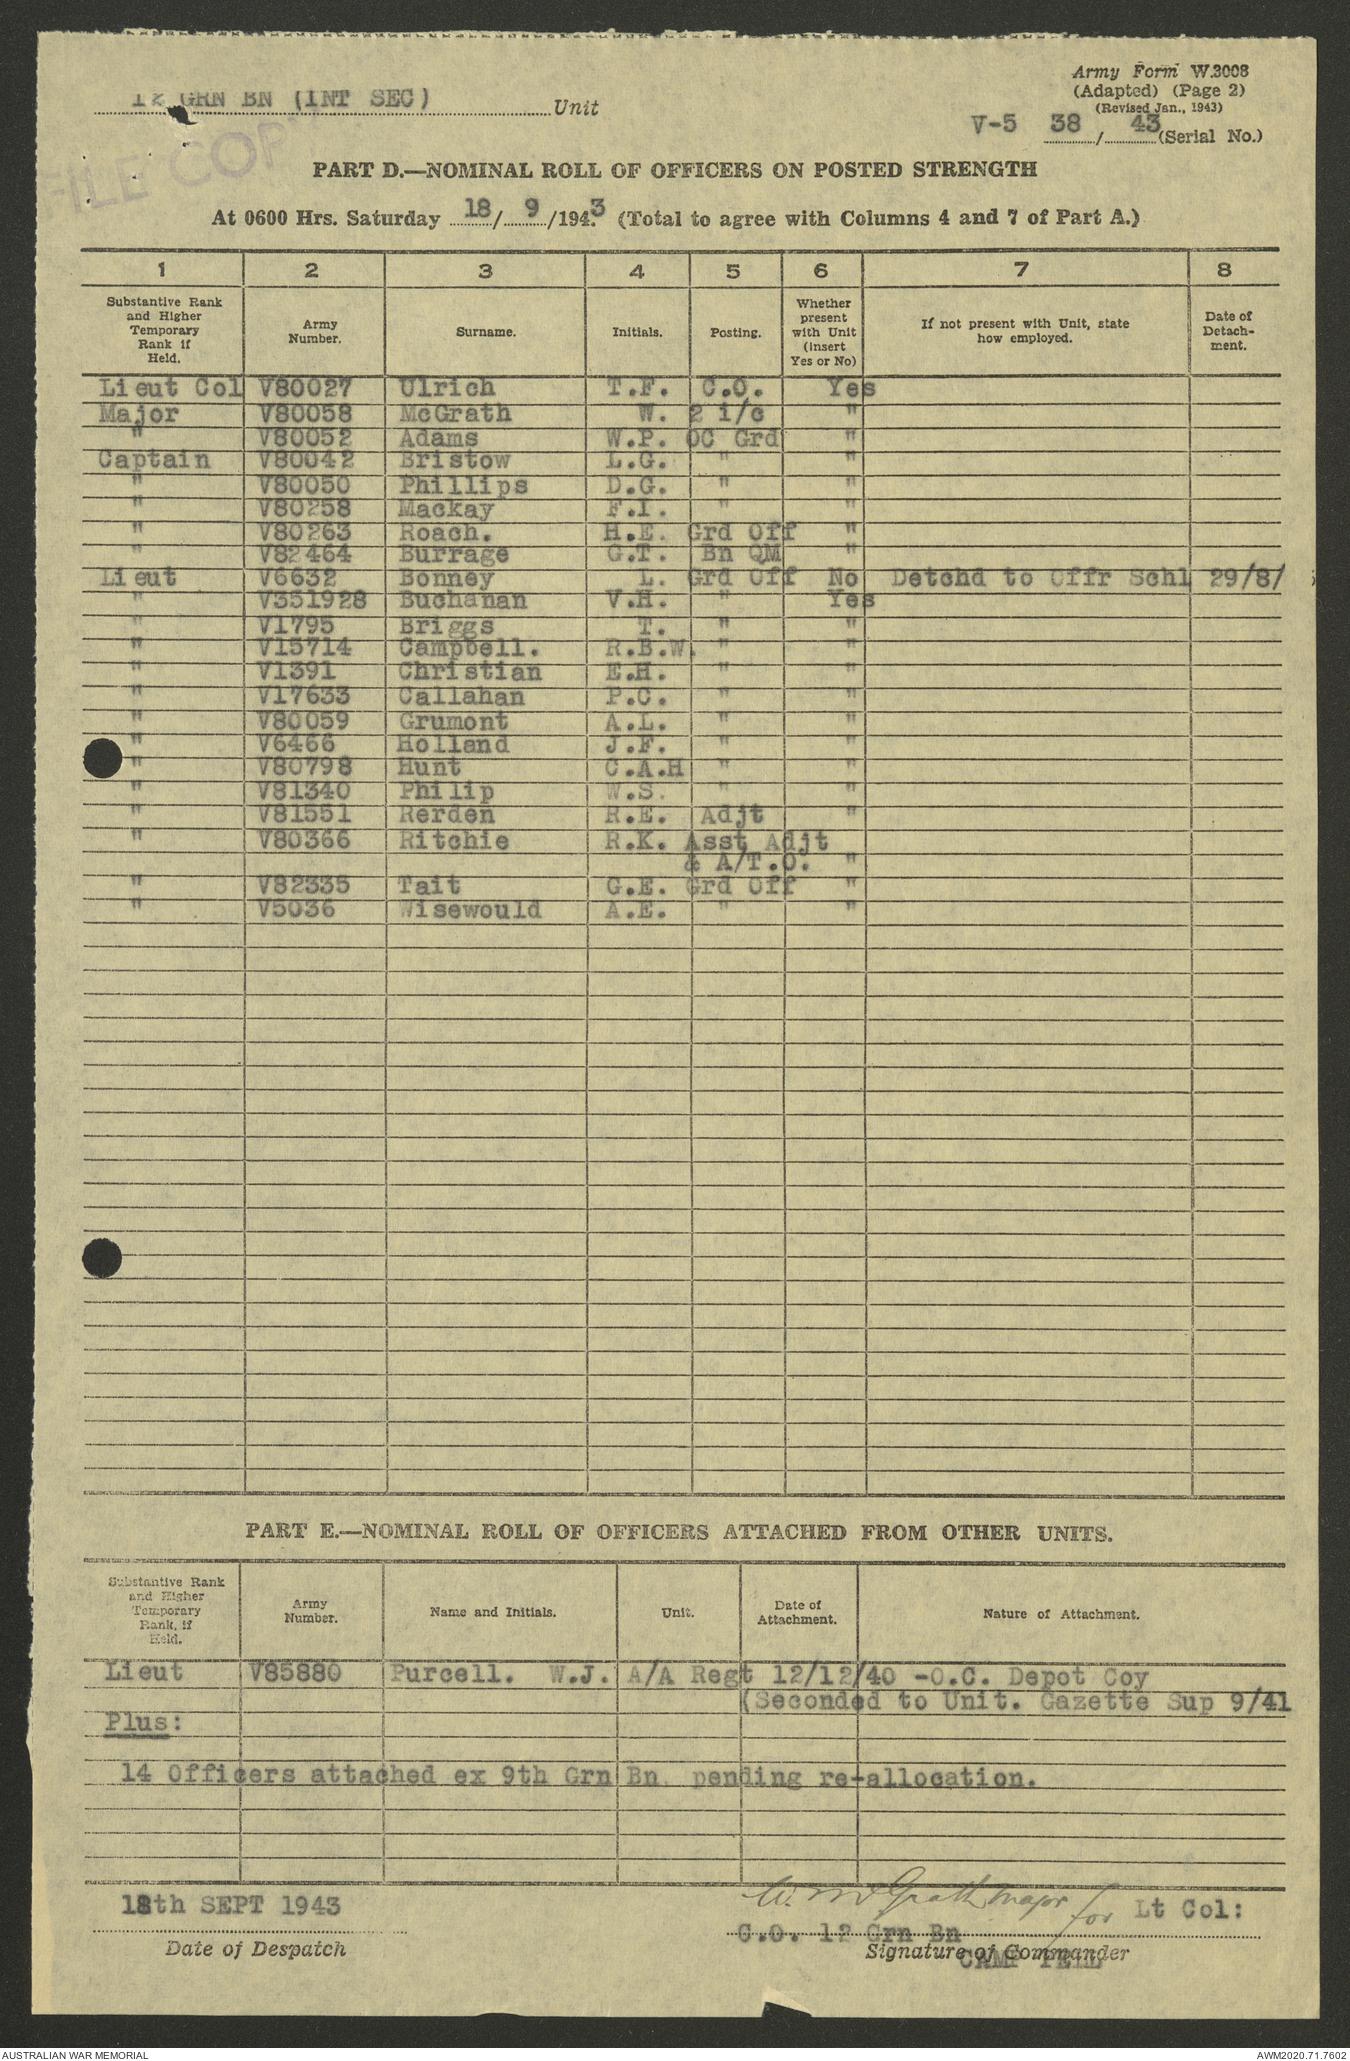 12 GRN BN (INT SEC) Unit
Army Form W.3008
(Adapted) (Page 2)
(Revised Jan., 1943)
V-5 38/43 (Serial No.)
FILE COPY
PART D.—NOMINAL ROLL OF OFFICERS ON POSTED STRENGTH
At 0600 Hrs. Saturday 18/9/1943 (Total to agree with Columns 4 and 7 of Part A.)
1 2 3 4 5 6 7 8
Substantive Rank and Higher Temporary Rank if Held. Army Number. Surname. Initials. Posting. Whether present with Unit (Insert Yes or No) If not present with Unit, state how employed. Date of Detachment.
Lieut Col V80027 Ulrich T.F. C.O. Yes
Major V80058 McGrath W. 2 i/c "
" V80052 Adams W.P. OC Grd "
Captain V80042 Bristow L.G. " "
" V80050 Phillips D.G. " "
" V80258 Mackay F.I. " "
" V80263 Roach. H.E. Grd Off "
" V82464 Burrage G.T. Bn QM "
Lieut V6632 Bonney L. Grd Off No Detchd to Offr Schl 29/8/
" V351928 Buchanan V.H. " Yes
" V1795 Briggs T. " "
" V15714 Campbell. R.B.W. " "
" V1391 Christian E.H. " "
" V17633 Callahan P.C. " "
" V80059 Grumont A.L. " "
" V6466 Holland J.F. " "
" V80798 Hunt C.A.H " "
" V81340 Philip W.S. " "
" V81551 Rerden R.E. Adjt "
" V80366 Ritchie R.K. Asst Adjt
& A/T.O. "
" V82335 Tait G.E. Grd Off "
" V5036 Wisewould A.E. " "
PART E.—NOMINAL ROLL OF OFFICERS ATTACHED FROM OTHER UNITS.
Substantive Rank and Higher Temporary Rank, if Held. Army Number. Name and Initials. Unit. Date of Attachment. Nature of Attachment.
Lieut V85880 Purcell. W.J. A/A Regt 12/12/40 -O.C. Depot Coy
(Seconded to Unit. Gazette Sup 9/41
Plus:
14 Officers attached ex 9th Grn Bn pending re-allocation.
18th SEPT 1943
Date of Despatch
W. McGrath Major for Lt Col:
C.O. 12 Grn Bn
Signature of Commander
CAMP PELL
AUSTRALIAN WAR MEMORIAL
AWM2020.71.7602